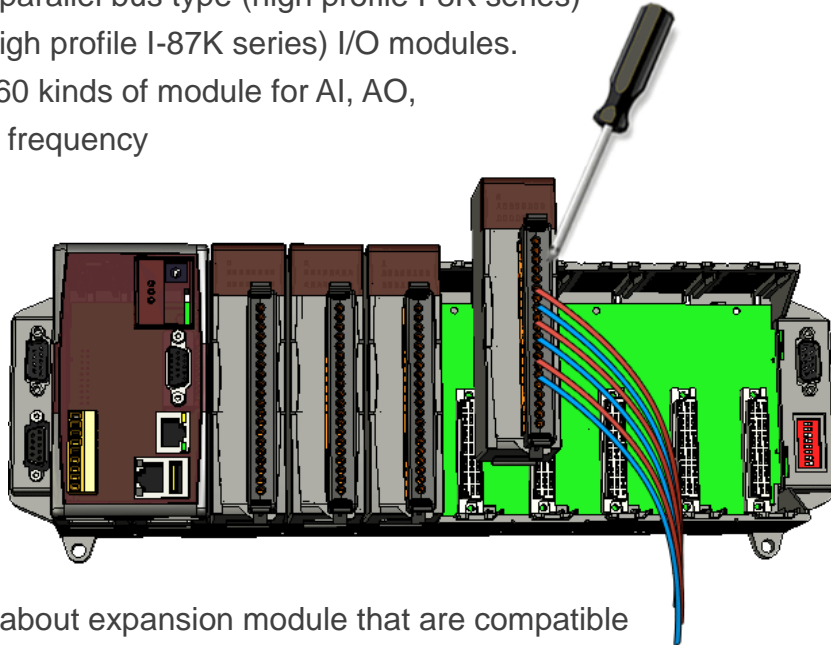 parallel bus type (high profile I-8K series)
igh profile I-87K series) I/O modules.
60 kinds of module for AI, AO,
frequency
about expansion module that are compatible